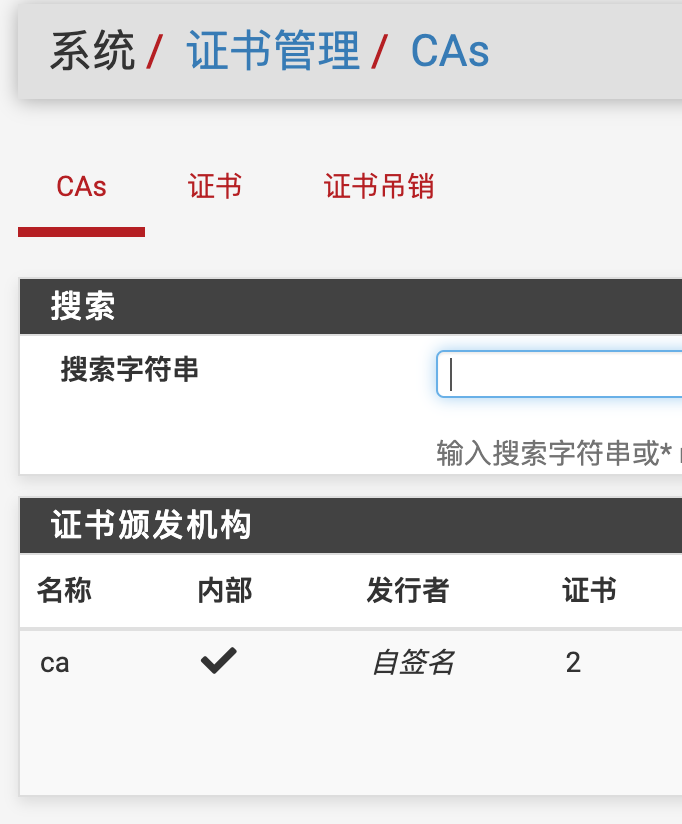 系统/ 证书管理/ CAs
CAs 证书 证书吊销
搜索
搜索字符串
输入搜索字符串或*
证书颁发机构
名称 内部 发行者 证书
ca 自签名 2